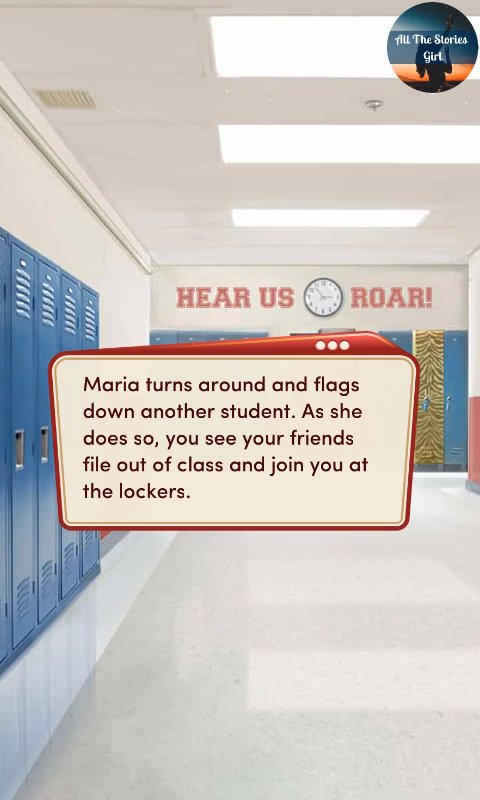 All The Stories
Girl
HEAR US ROAR!
Maria turns around and flags
down another student. As she
does so, you see your friends
file out of class and join you at
the lockers.